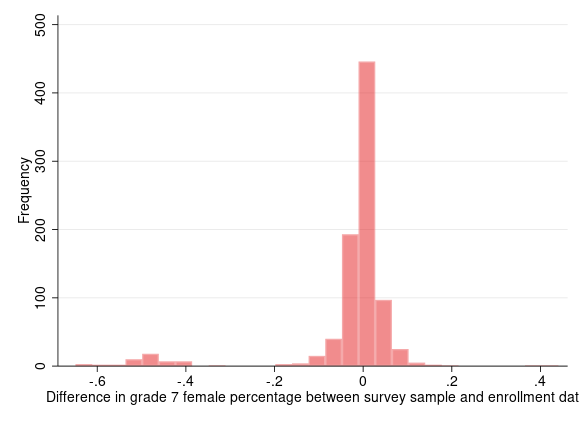 500
400
300
200
100
0
Frequency
-.6 -.4 -.2 0 .2 .4
Difference in grade 7 female percentage between survey sample and enrollment dat